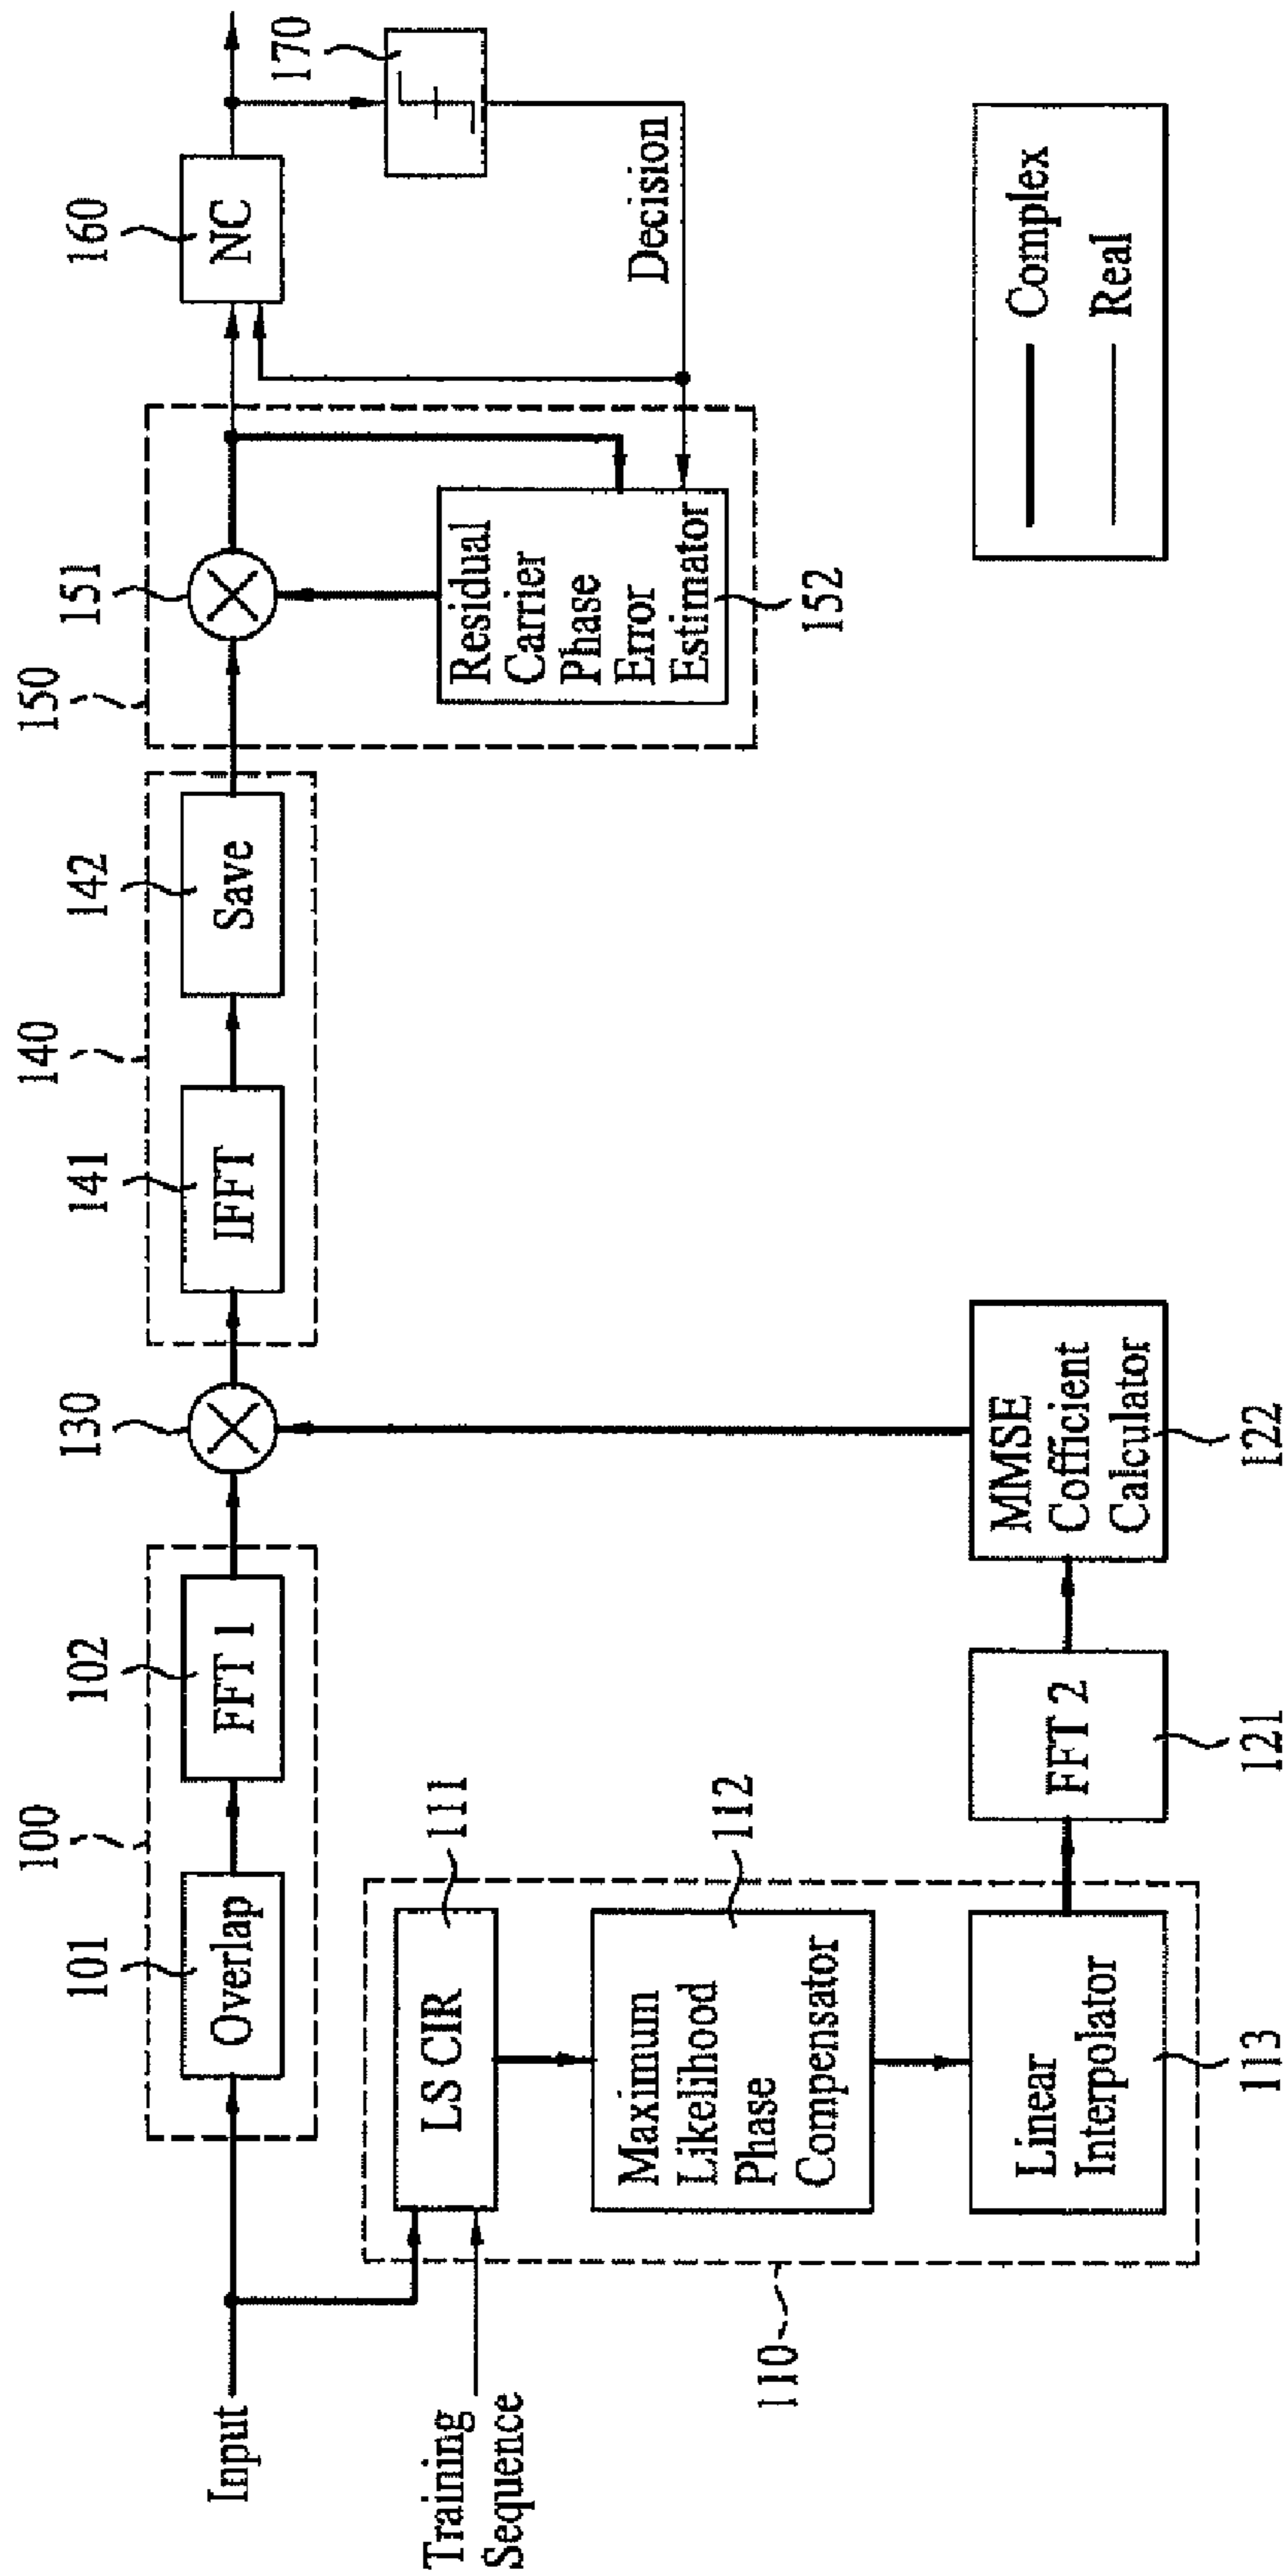 100
140
150
101
102
130
141
142
151
160
Input
Overlap
FFT 1
IFFT
Save
NC
170
Training
Sequence
LS CIR
111
Residual
Carrier
Phase
Error
Estimator
152
Decision
Maximum
Likelihood
Phase
Compensator
112
110
Linear
Interpolator
113
FFT 2
121
MMSE
Cofficient
Calculator
122
Complex
Real